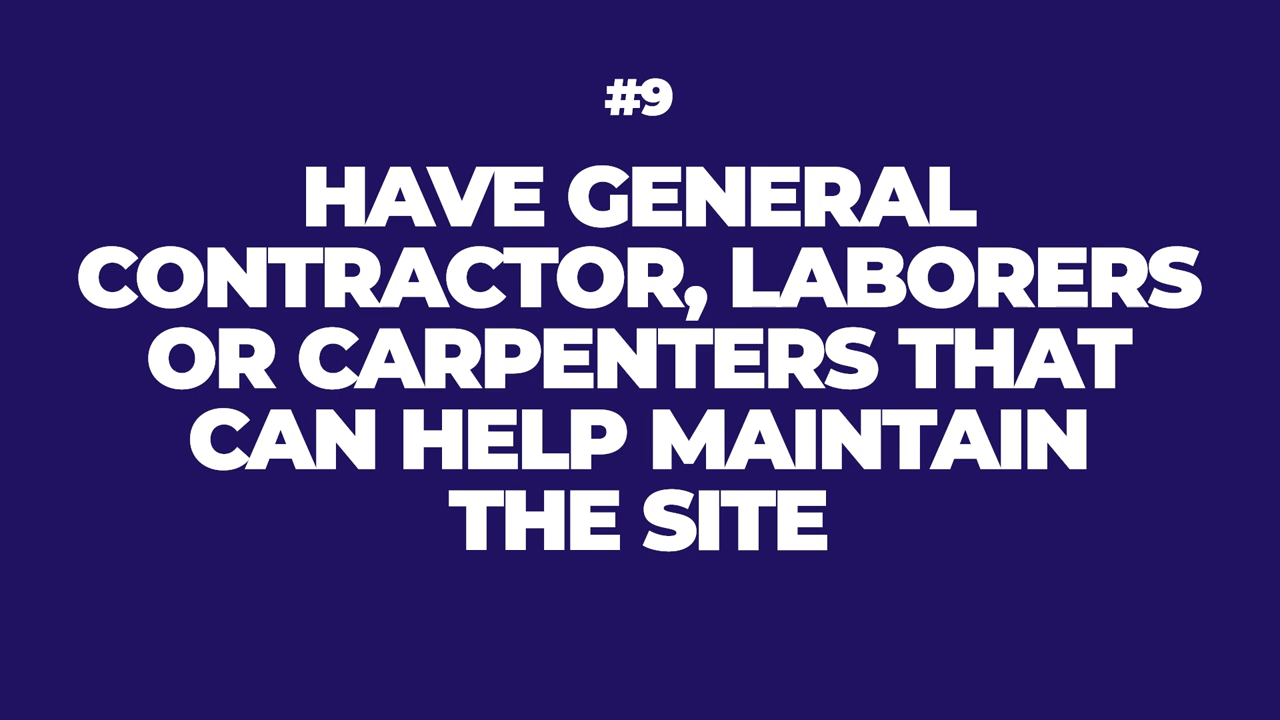 #9
HAVE GENERAL
CONTRACTOR, LABORERS
OR CARPENTERS THAT
CAN HELP MAINTAIN
THE SITE